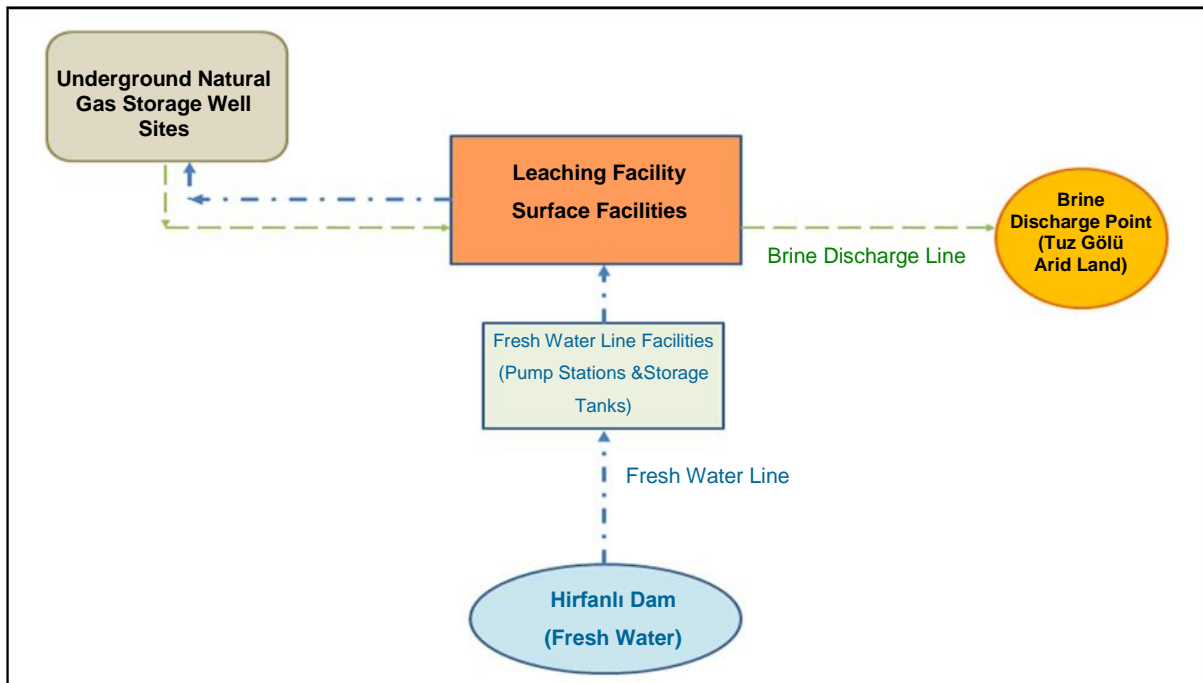 Underground Natural
Gas Storage Well
Sites
Leaching Facility
Surface Facilities
Brine
Discharge Point
(Tuz Gölü
Arid Land)
Brine Discharge Line
Fresh Water Line Facilities
(Pump Stations &Storage
Tanks)
Fresh Water Line
Hirfanlı Dam
(Fresh Water)